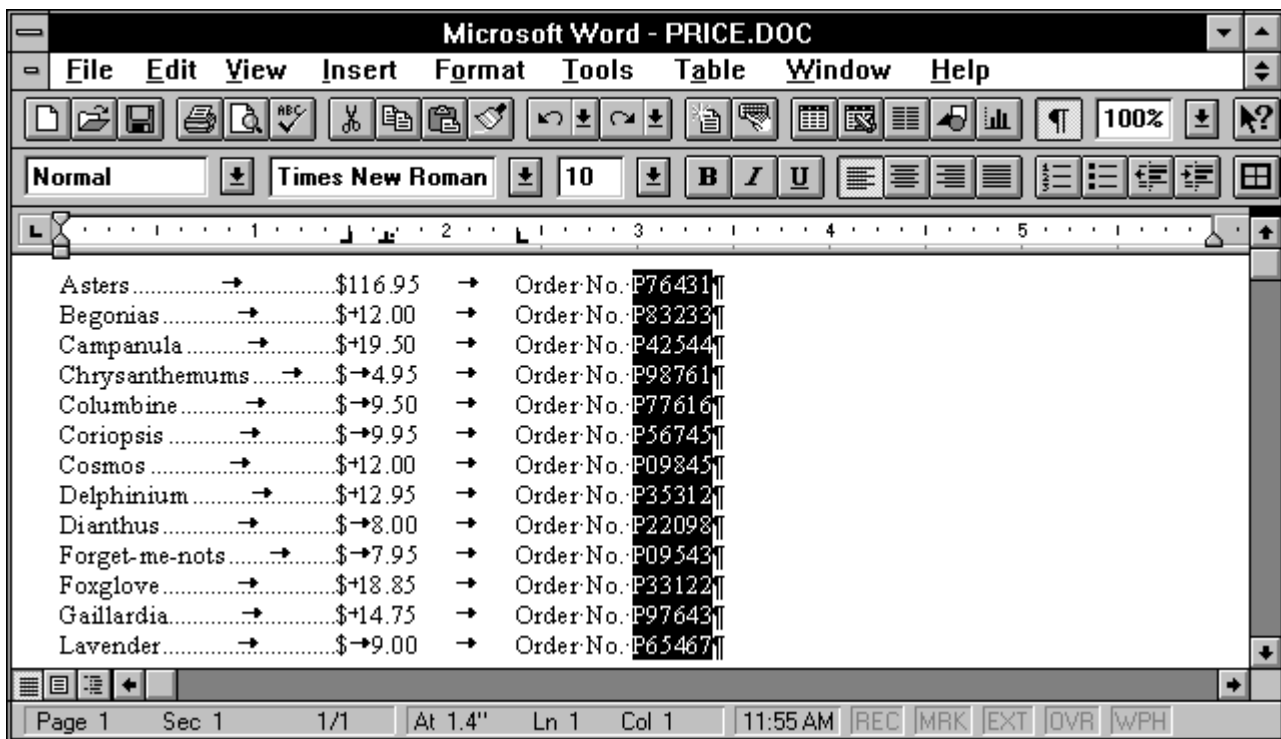 Microsoft Word - PRICE.DOC
File Edit View Insert Format Tools Table Window Help
ABC ¶ 100% ?
Normal Times New Roman 10 B I U
1 2 3 4 5
Asters....................$116.95 → Order·No.·P76431¶
Begonias....................$→12.00 → Order·No.·P83233¶
Campanula....................$→19.50 → Order·No.·P42544¶
Chrysanthemums....................$→4.95 → Order·No.·P98761¶
Columbine....................$→9.50 → Order·No.·P77616¶
Coriopsis....................$→9.95 → Order·No.·P56745¶
Cosmos....................$→12.00 → Order·No.·P09845¶
Delphinium....................$→12.95 → Order·No.·P35312¶
Dianthus....................$→8.00 → Order·No.·P22098¶
Forget-me-nots....................$→7.95 → Order·No.·P09543¶
Foxglove....................$→18.85 → Order·No.·P33122¶
Gaillardia....................$→14.75 → Order·No.·P97643¶
Lavender....................$→9.00 → Order·No.·P65467¶
Page 1 Sec 1 1/1 At 1.4" Ln 1 Col 1 11:55 AM REC MRK EXT OVR WPH